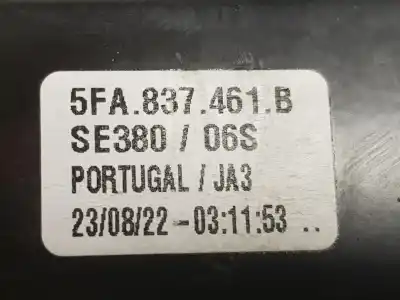 5FA.837.461.B
SE380 / 06S
PORTUGAL / JA3
23/08/22-03:11:53 ..